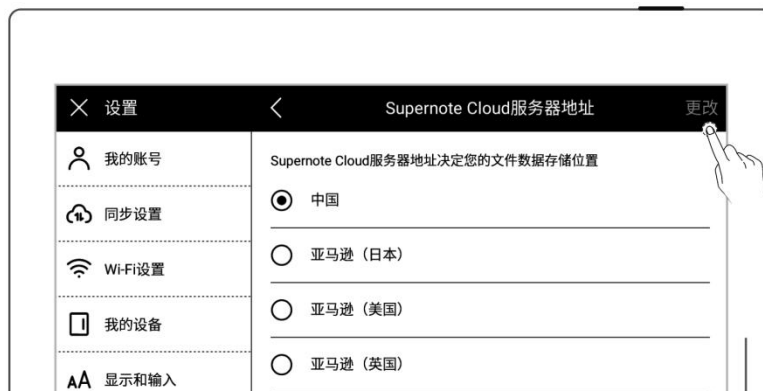 设置
Supernote Cloud服务器地址
更改
我的账号
同步设置
Wi-Fi设置
我的设备
AA 显示和输入
Supernote Cloud服务器地址决定您的文件数据存储位置
中国
亚马逊（日本）
亚马逊（美国）
亚马逊（英国）